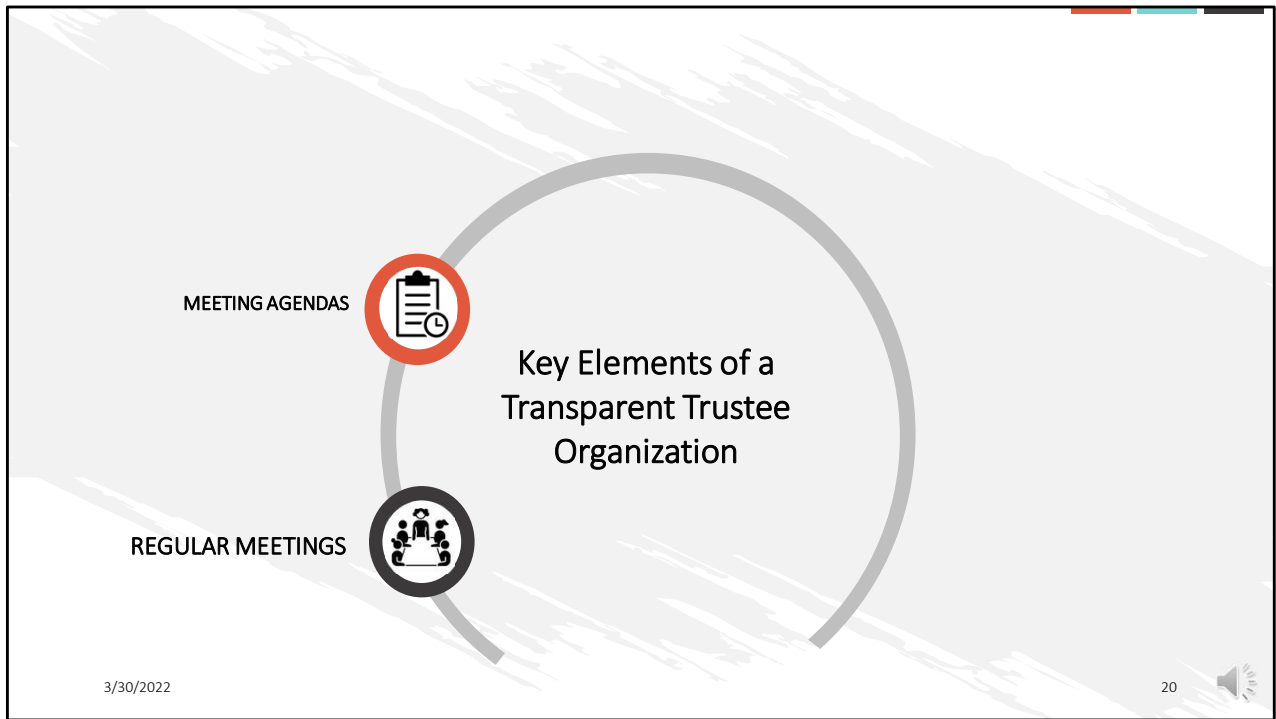 MEETING AGENDAS
Key Elements of a
Transparent Trustee
Organization
REGULAR MEETINGS
3/30/2022
20